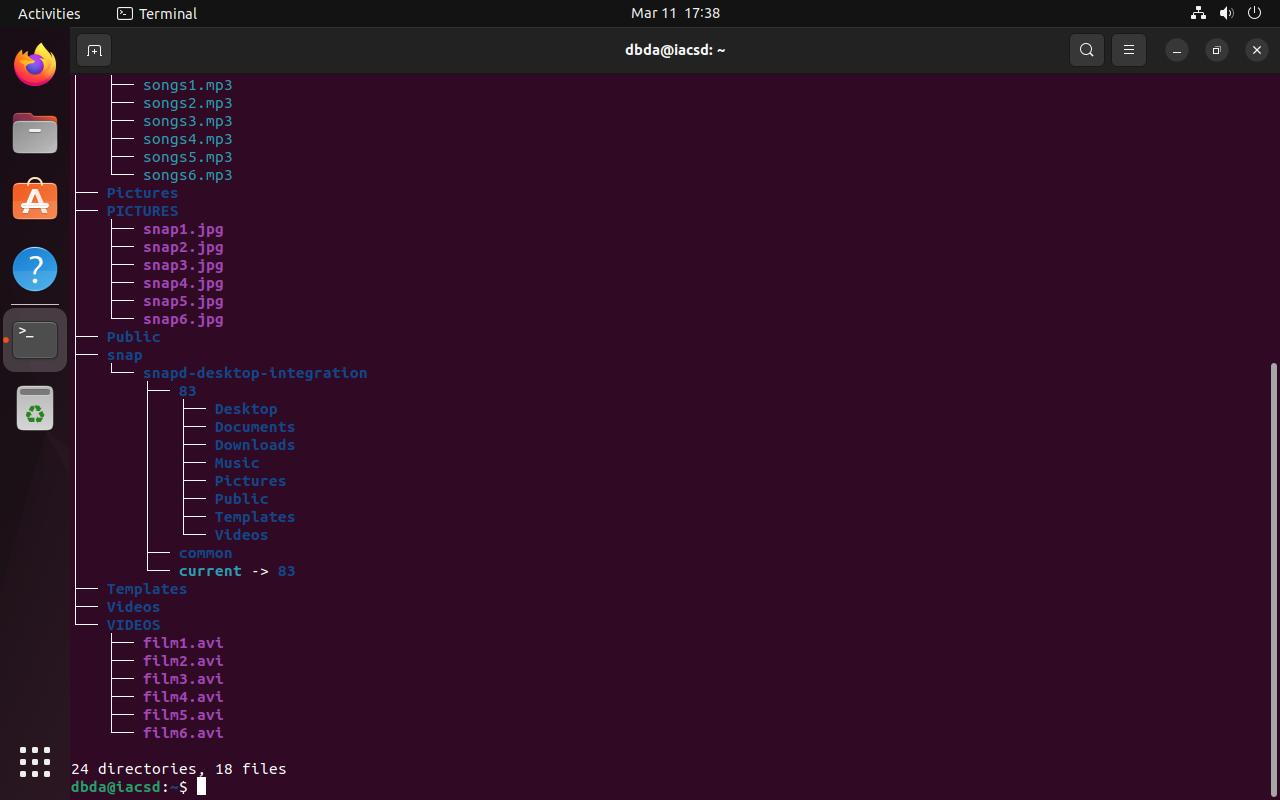 Activities
Terminal
Mar 11 17:38
dbda@iacsd: ~
songs1.mp3
songs2.mp3
songs3.mp3
songs4.mp3
songs5.mp3
songs6.mp3
Pictures
PICTURES
snap1.jpg
snap2.jpg
snap3.jpg
snap4.jpg
snap5.jpg
snap6.jpg
Public
snap
snapd-desktop-integration
83
Desktop
Documents
Downloads
Music
Pictures
Public
Templates
Videos
common
current -> 83
Templates
Videos
VIDEOS
film1.avi
film2.avi
film3.avi
film4.avi
film5.avi
film6.avi
24 directories, 18 files
dbda@iacsd:~$